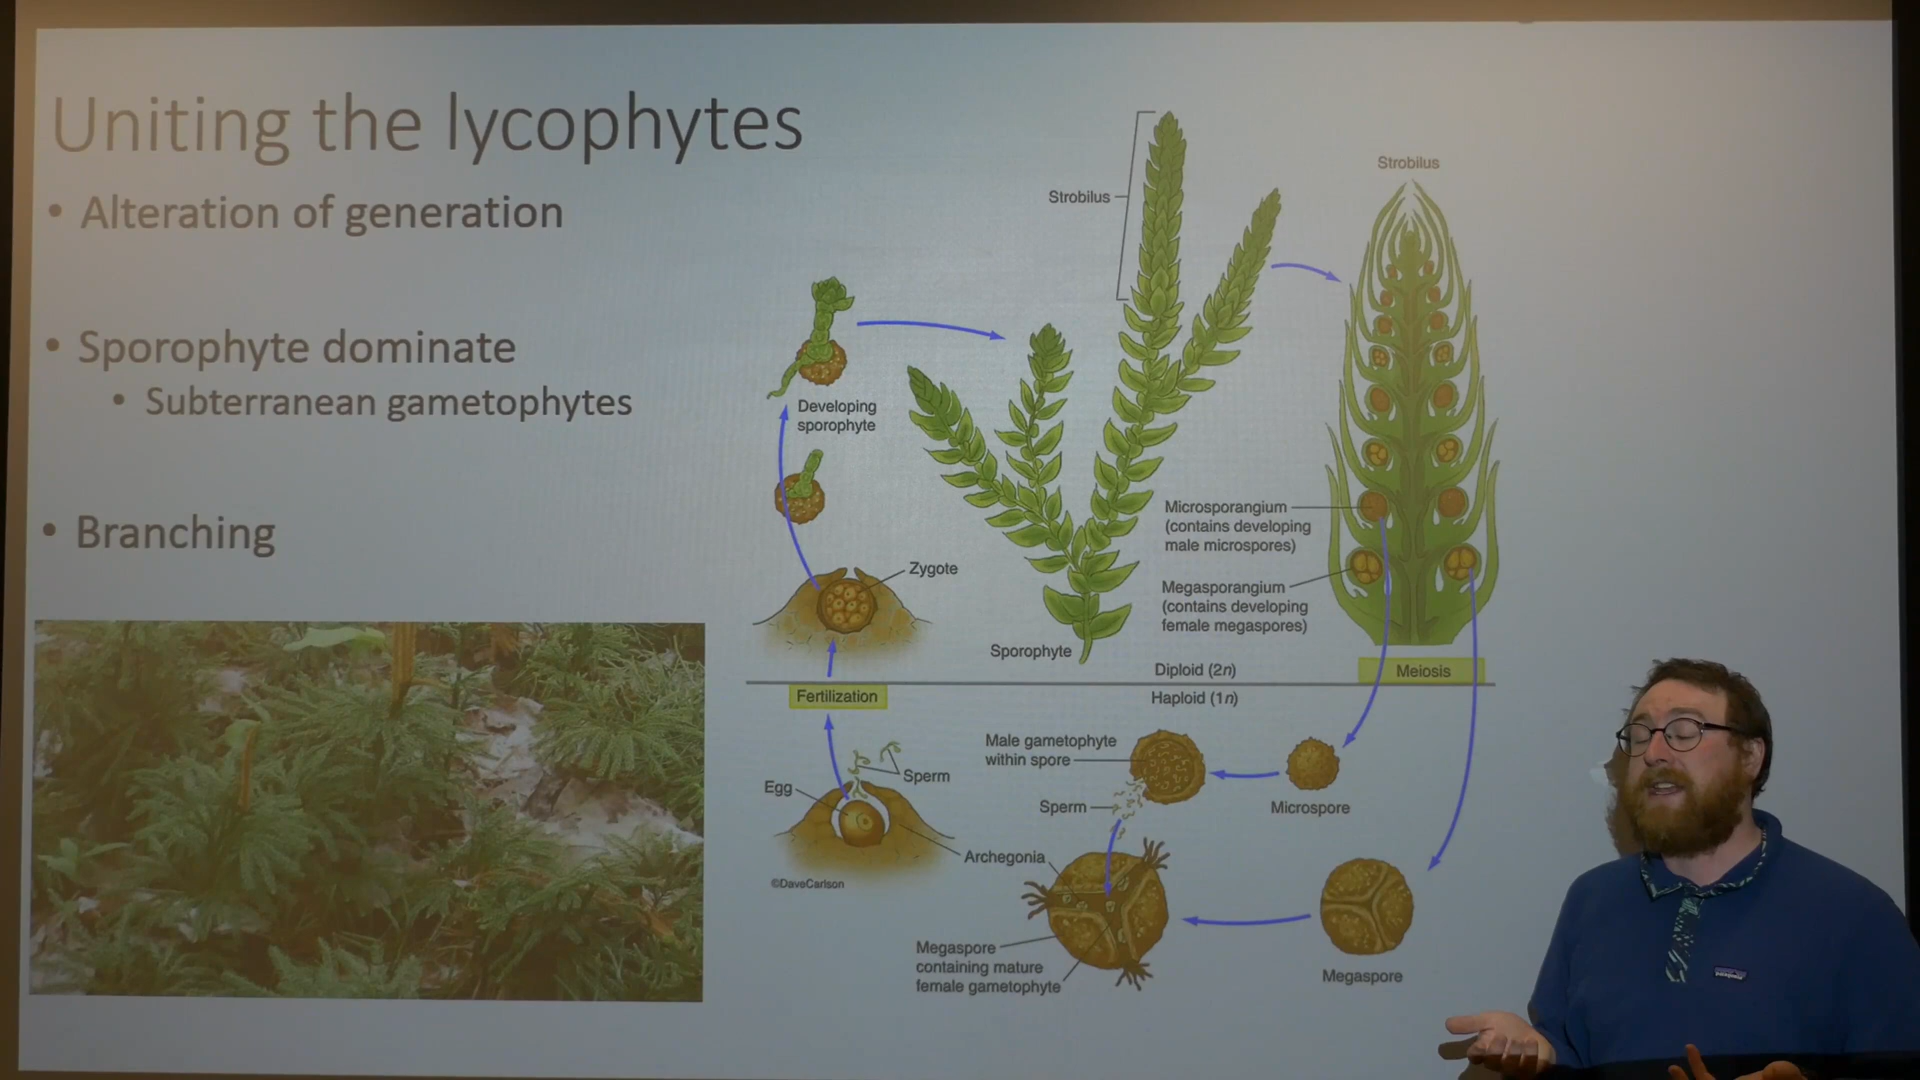 Uniting the lycophytes
• Alteration of generation
• Sporophyte dominate
• Subterranean gametophytes
• Branching
Strobilus
Strobilus
Developing
sporophyte
Microsporangium
(contains developing
male microspores)
Zygote
Megasporangium
(contains developing
female megaspores)
Sporophyte
Diploid (2n)
Meiosis
Fertilization
Haploid (1n)
Male gametophyte
within spore
Sperm
Egg
Sperm
Microspore
Archegonia
©DaveCarlson
Megaspore
containing mature
female gametophyte
Megaspore
patagonia